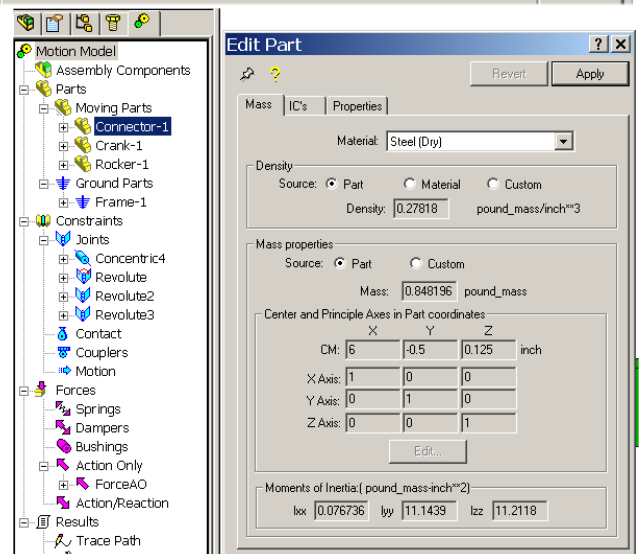 Motion Model
Assembly Components
Parts
Moving Parts
Connector-1
Crank-1
Rocker-1
Ground Parts
Frame-1
Constraints
Joints
Concentric4
Revolute
Revolute2
Revolute3
Contact
Couplers
Motion
Forces
Springs
Dampers
Bushings
Action Only
ForceAO
Action/Reaction
Results
Trace Path
Edit Part
Revert Apply
Mass IC's Properties
Material: Steel (Dry)
Density
Source: Part Material Custom
Density: 0.27818 pound_mass/inch**3
Mass properties
Source: Part Custom
Mass: 0.848196 pound_mass
Center and Principle Axes in Part coordinates
X Y Z
CM: 6 -0.5 0.125 inch
X Axis: 1 0 0
Y Axis: 0 1 0
Z Axis: 0 0 1
Edit...
Moments of Inertia:( pound_mass-inch**2)
Ixx 0.076736 Iyy 11.1439 Izz 11.2118